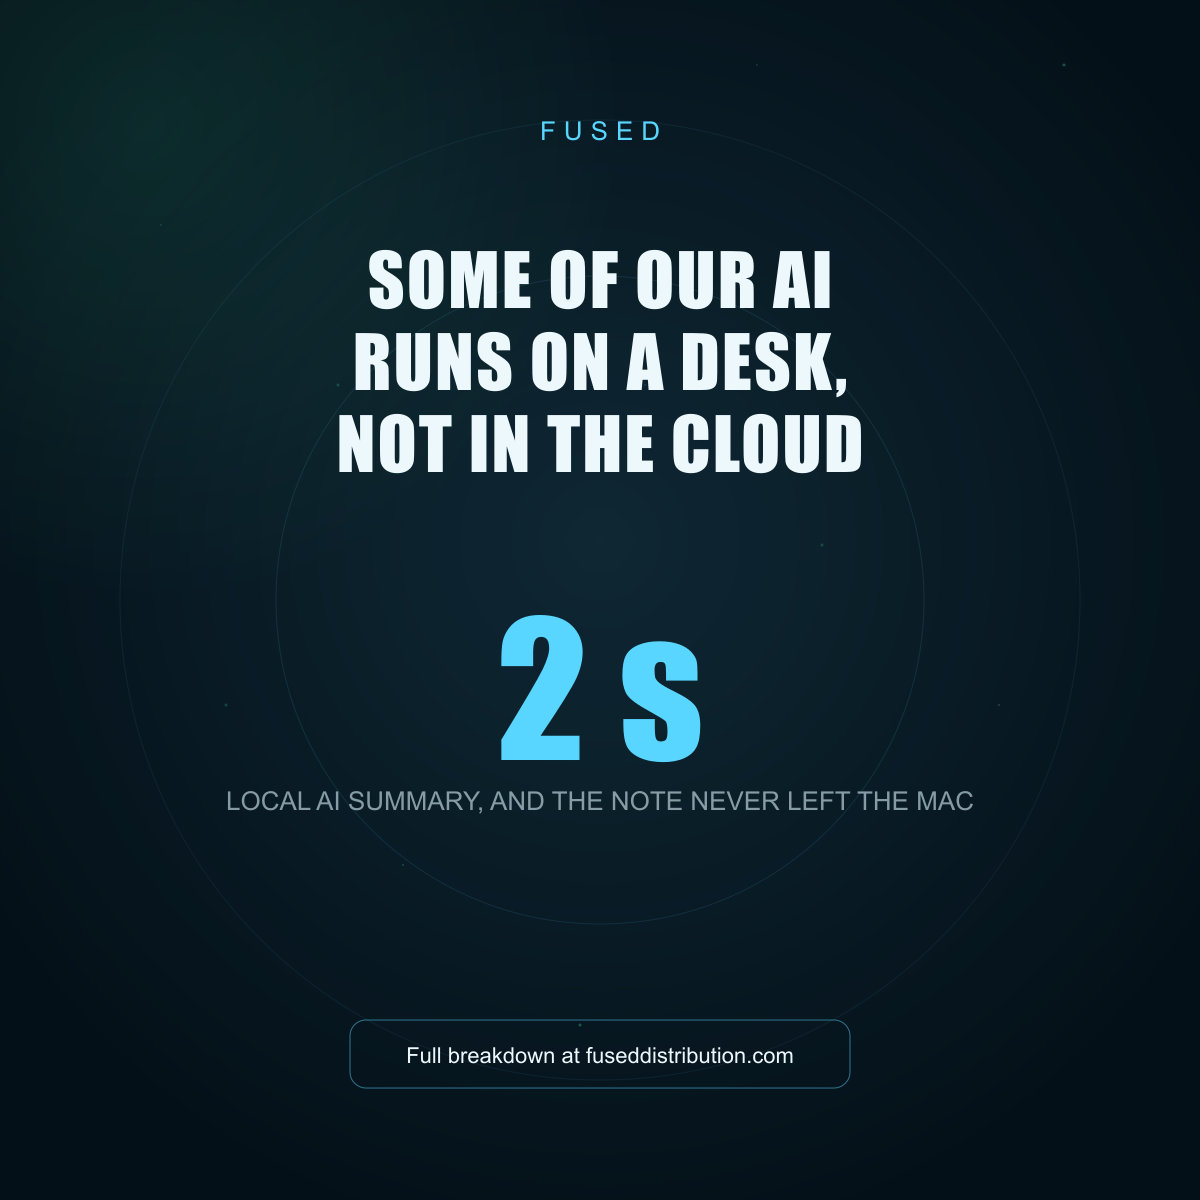 FUSED
SOME OF OUR AI
RUNS ON A DESK,
NOT IN THE CLOUD
2 s
LOCAL AI SUMMARY, AND THE NOTE NEVER LEFT THE MAC
Full breakdown at fuseddistribution.com